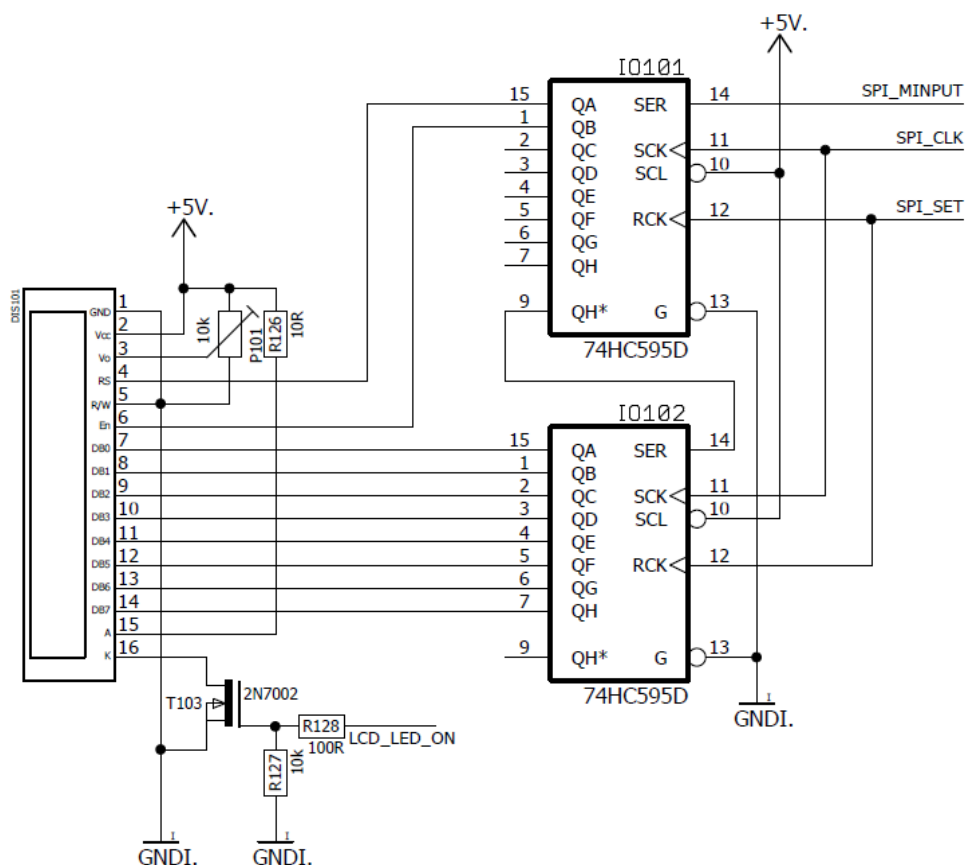 +5V.
IO101
15 QA SER 14 SPI_MINPUT
1 QB
2 QC SCK 11 SPI_CLK
3 QD SCL 10
4 QE
5 QF RCK 12 SPI_SET
6 QG
7 QH
9 QH* G 13
74HC595D
+5V.
DIS101
GND 1
Vcc 2
Vo 3
RS 4
R/W 5
En 6
DB0 7
DB1 8
DB2 9
DB3 10
DB4 11
DB5 12
DB6 13
DB7 14
A 15
K 16
10k
P101
R126
10R
IO102
15 QA SER 14
1 QB
2 QC SCK 11
3 QD SCL 10
4 QE
5 QF RCK 12
6 QG
7 QH
9 QH* G 13
74HC595D
I
GNDI.
T103
2N7002
R128
100R
LCD_LED_ON
R127
10k
I
GNDI.
I
GNDI.